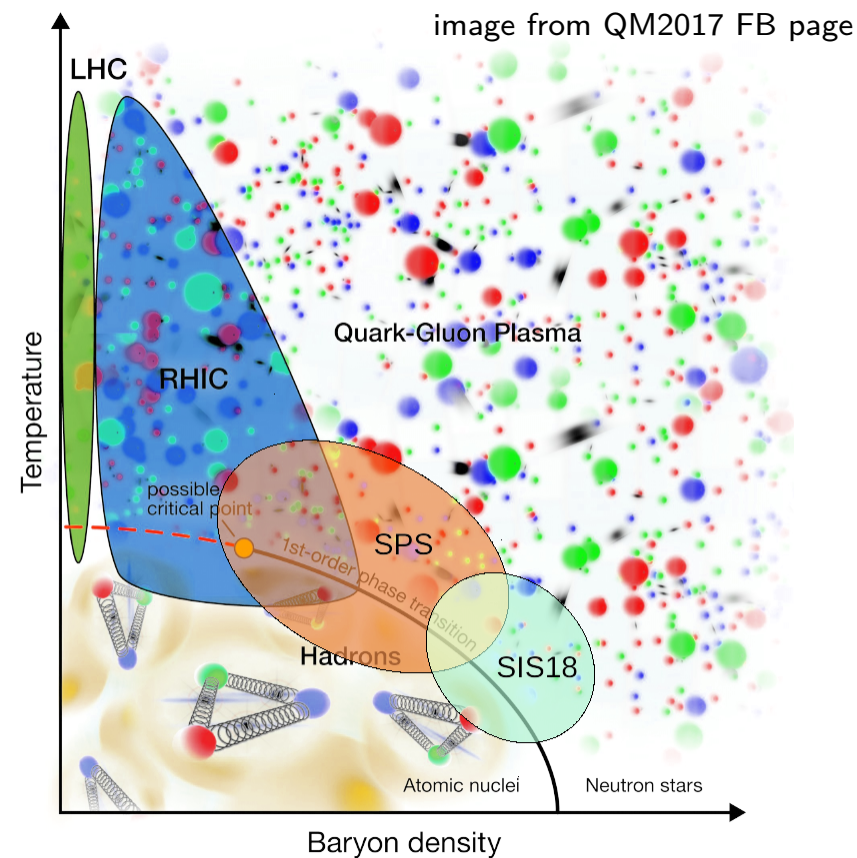 image from QM2017 FB page
LHC
Quark-Gluon Plasma
RHIC
Temperature
possible
critical point
SPS
1st-order phase transition
Hadrons
SIS18
Atomic nuclei
Neutron stars
Baryon density